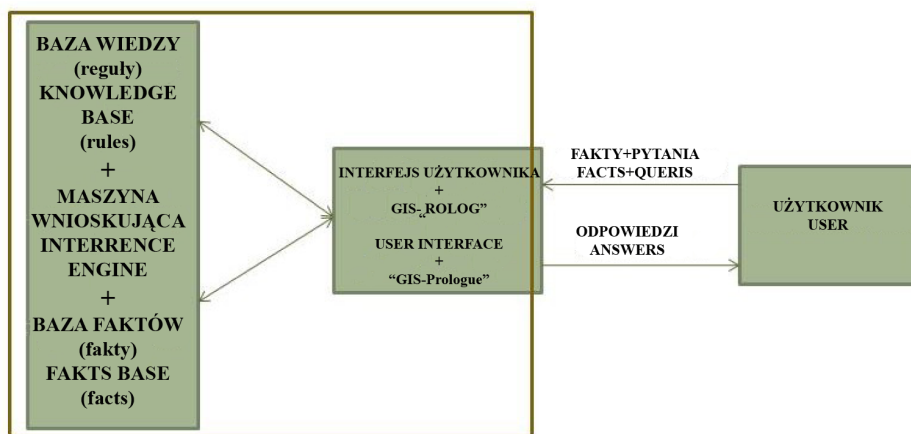 BAZA WIEDZY
(reguły)
KNOWLEDGE
BASE
(rules)
+
MASZYNA
WNIOSKUJĄCA
INTERRENCE
ENGINE
+
BAZA FAKTÓW
(fakty)
FAKTS BASE
(facts)
INTERFEJS UŻYTKOWNIKA
+
GIS-„ROLOG”
USER INTERFACE
+
“GIS-Prologue”
FAKTY+PYTANIA
FACTS+QUERIS
ODPOWIEDZI
ANSWERS
UŻYTKOWNIK
USER